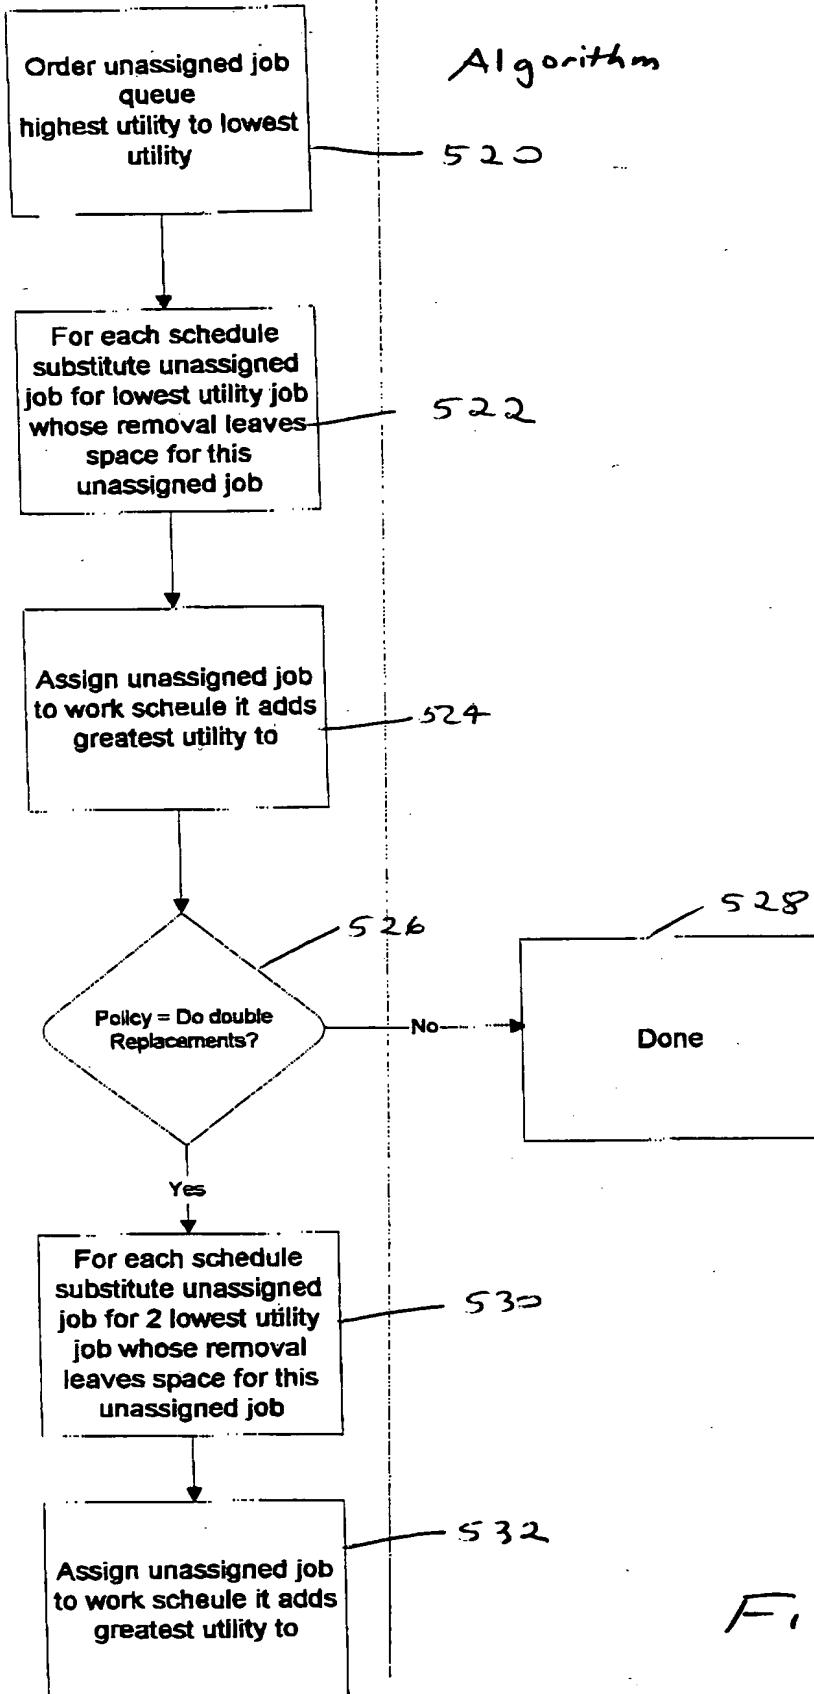 Algorithm
Order unassigned job
queue
highest utility to lowest
utility
520
For each schedule
substitute unassigned
job for lowest utility job
whose removal leaves
space for this
unassigned job
522
Assign unassigned job
to work scheule it adds
greatest utility to
524
526
528
Policy = Do double
Replacements?
No
Done
Yes
For each schedule
substitute unassigned
job for 2 lowest utility
job whose removal
leaves space for this
unassigned job
530
532
Assign unassigned job
to work scheule it adds
greatest utility to